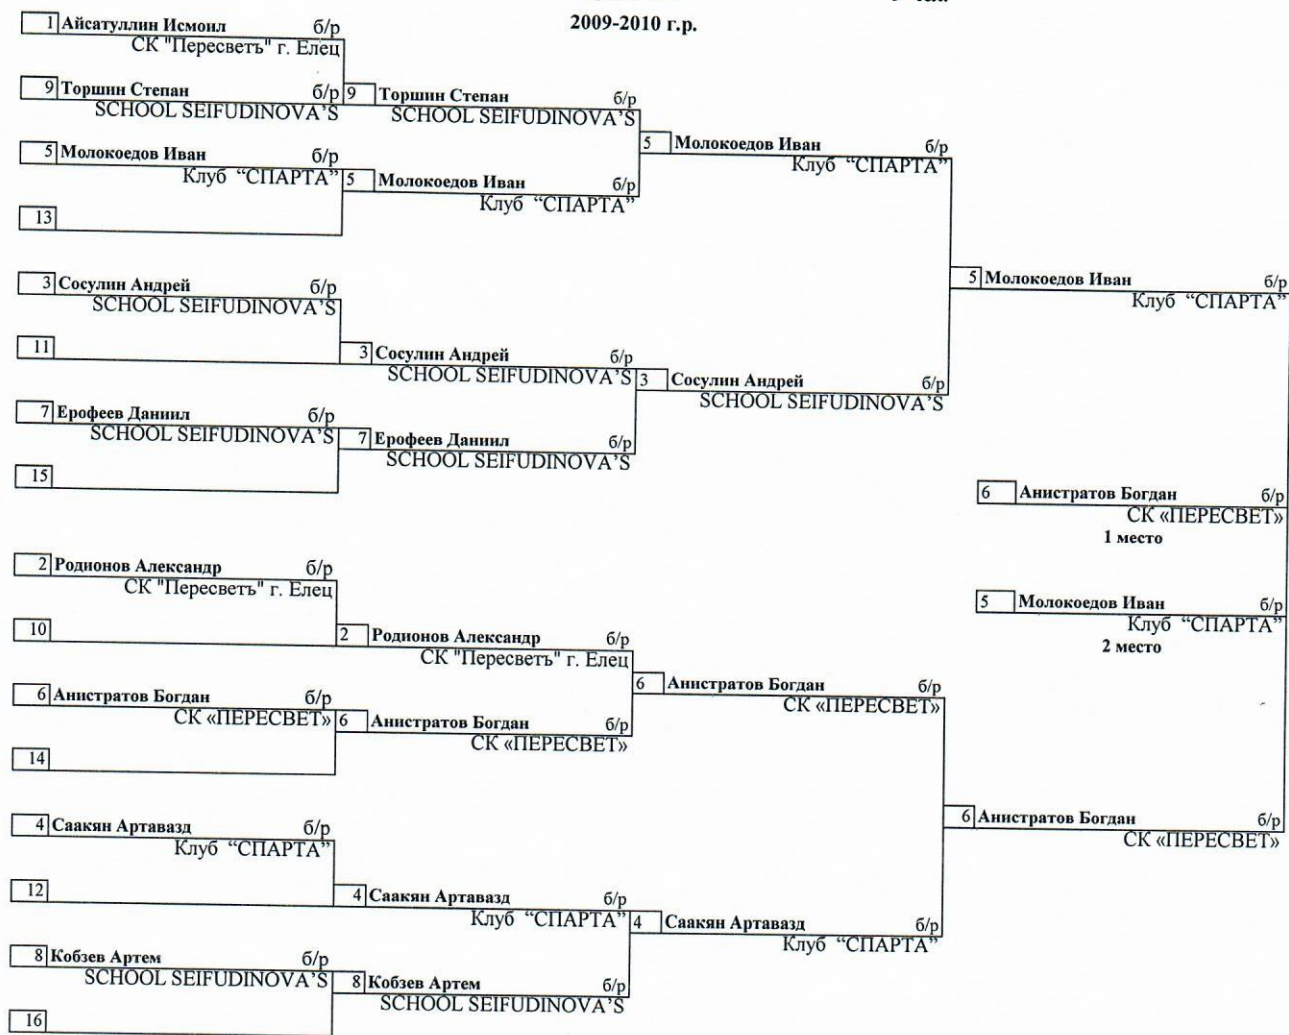 2009-2010 г.р.
1 Айсатуллин Исмоил б/р
СК "Пересветъ" г. Елец
9 Торшин Степан б/р
SCHOOL SEIFUDINOVA’S
5 Молокоедов Иван б/р
Клуб “СПАРТА”
13
3 Сосулин Андрей б/р
SCHOOL SEIFUDINOVA’S
11
7 Ерофеев Даниил б/р
SCHOOL SEIFUDINOVA’S
15
2 Родионов Александр б/р
СК "Пересветъ" г. Елец
10
6 Анистратов Богдан б/р
СК «ПЕРЕСВЕТ»
14
4 Саакян Артавазд б/р
Клуб “СПАРТА”
12
8 Кобзев Артем б/р
SCHOOL SEIFUDINOVA’S
16
9 Торшин Степан б/р
SCHOOL SEIFUDINOVA’S
5 Молокоедов Иван б/р
Клуб “СПАРТА”
3 Сосулин Андрей б/р
SCHOOL SEIFUDINOVA’S
7 Ерофеев Даниил б/р
SCHOOL SEIFUDINOVA’S
2 Родионов Александр б/р
СК "Пересветъ" г. Елец
6 Анистратов Богдан б/р
СК «ПЕРЕСВЕТ»
4 Саакян Артавазд б/р
Клуб “СПАРТА”
8 Кобзев Артем б/р
SCHOOL SEIFUDINOVA’S
5 Молокоедов Иван б/р
Клуб “СПАРТА”
3 Сосулин Андрей б/р
SCHOOL SEIFUDINOVA’S
6 Анистратов Богдан б/р
СК «ПЕРЕСВЕТ»
4 Саакян Артавазд б/р
Клуб “СПАРТА”
5 Молокоедов Иван б/р
Клуб “СПАРТА”
6 Анистратов Богдан б/р
СК «ПЕРЕСВЕТ»
1 место
5 Молокоедов Иван б/р
Клуб “СПАРТА”
2 место
6 Анистратов Богдан б/р
СК «ПЕРЕСВЕТ»